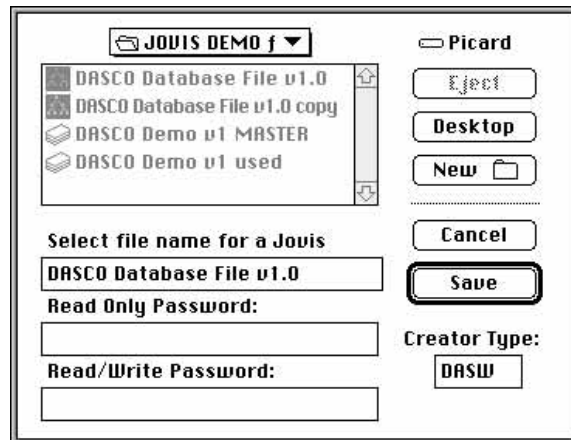 JOVIS DEMO ƒ
Picard
DASCO Database File v1.0
DASCO Database File v1.0 copy
DASCO Demo v1 MASTER
DASCO Demo v1 used
Eject
Desktop
New
Select file name for a Jovis
DASCO Database File v1.0
Read Only Password:
Read/Write Password:
Cancel
Save
Creator Type:
DASW